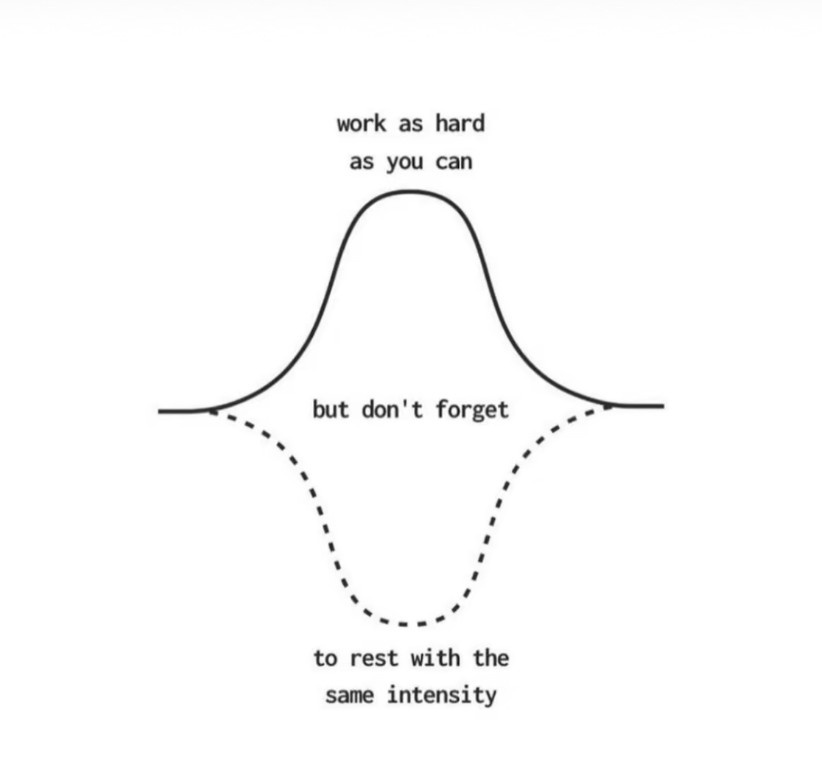 work as hard
as you can
but don't forget
to rest with the
same intensity